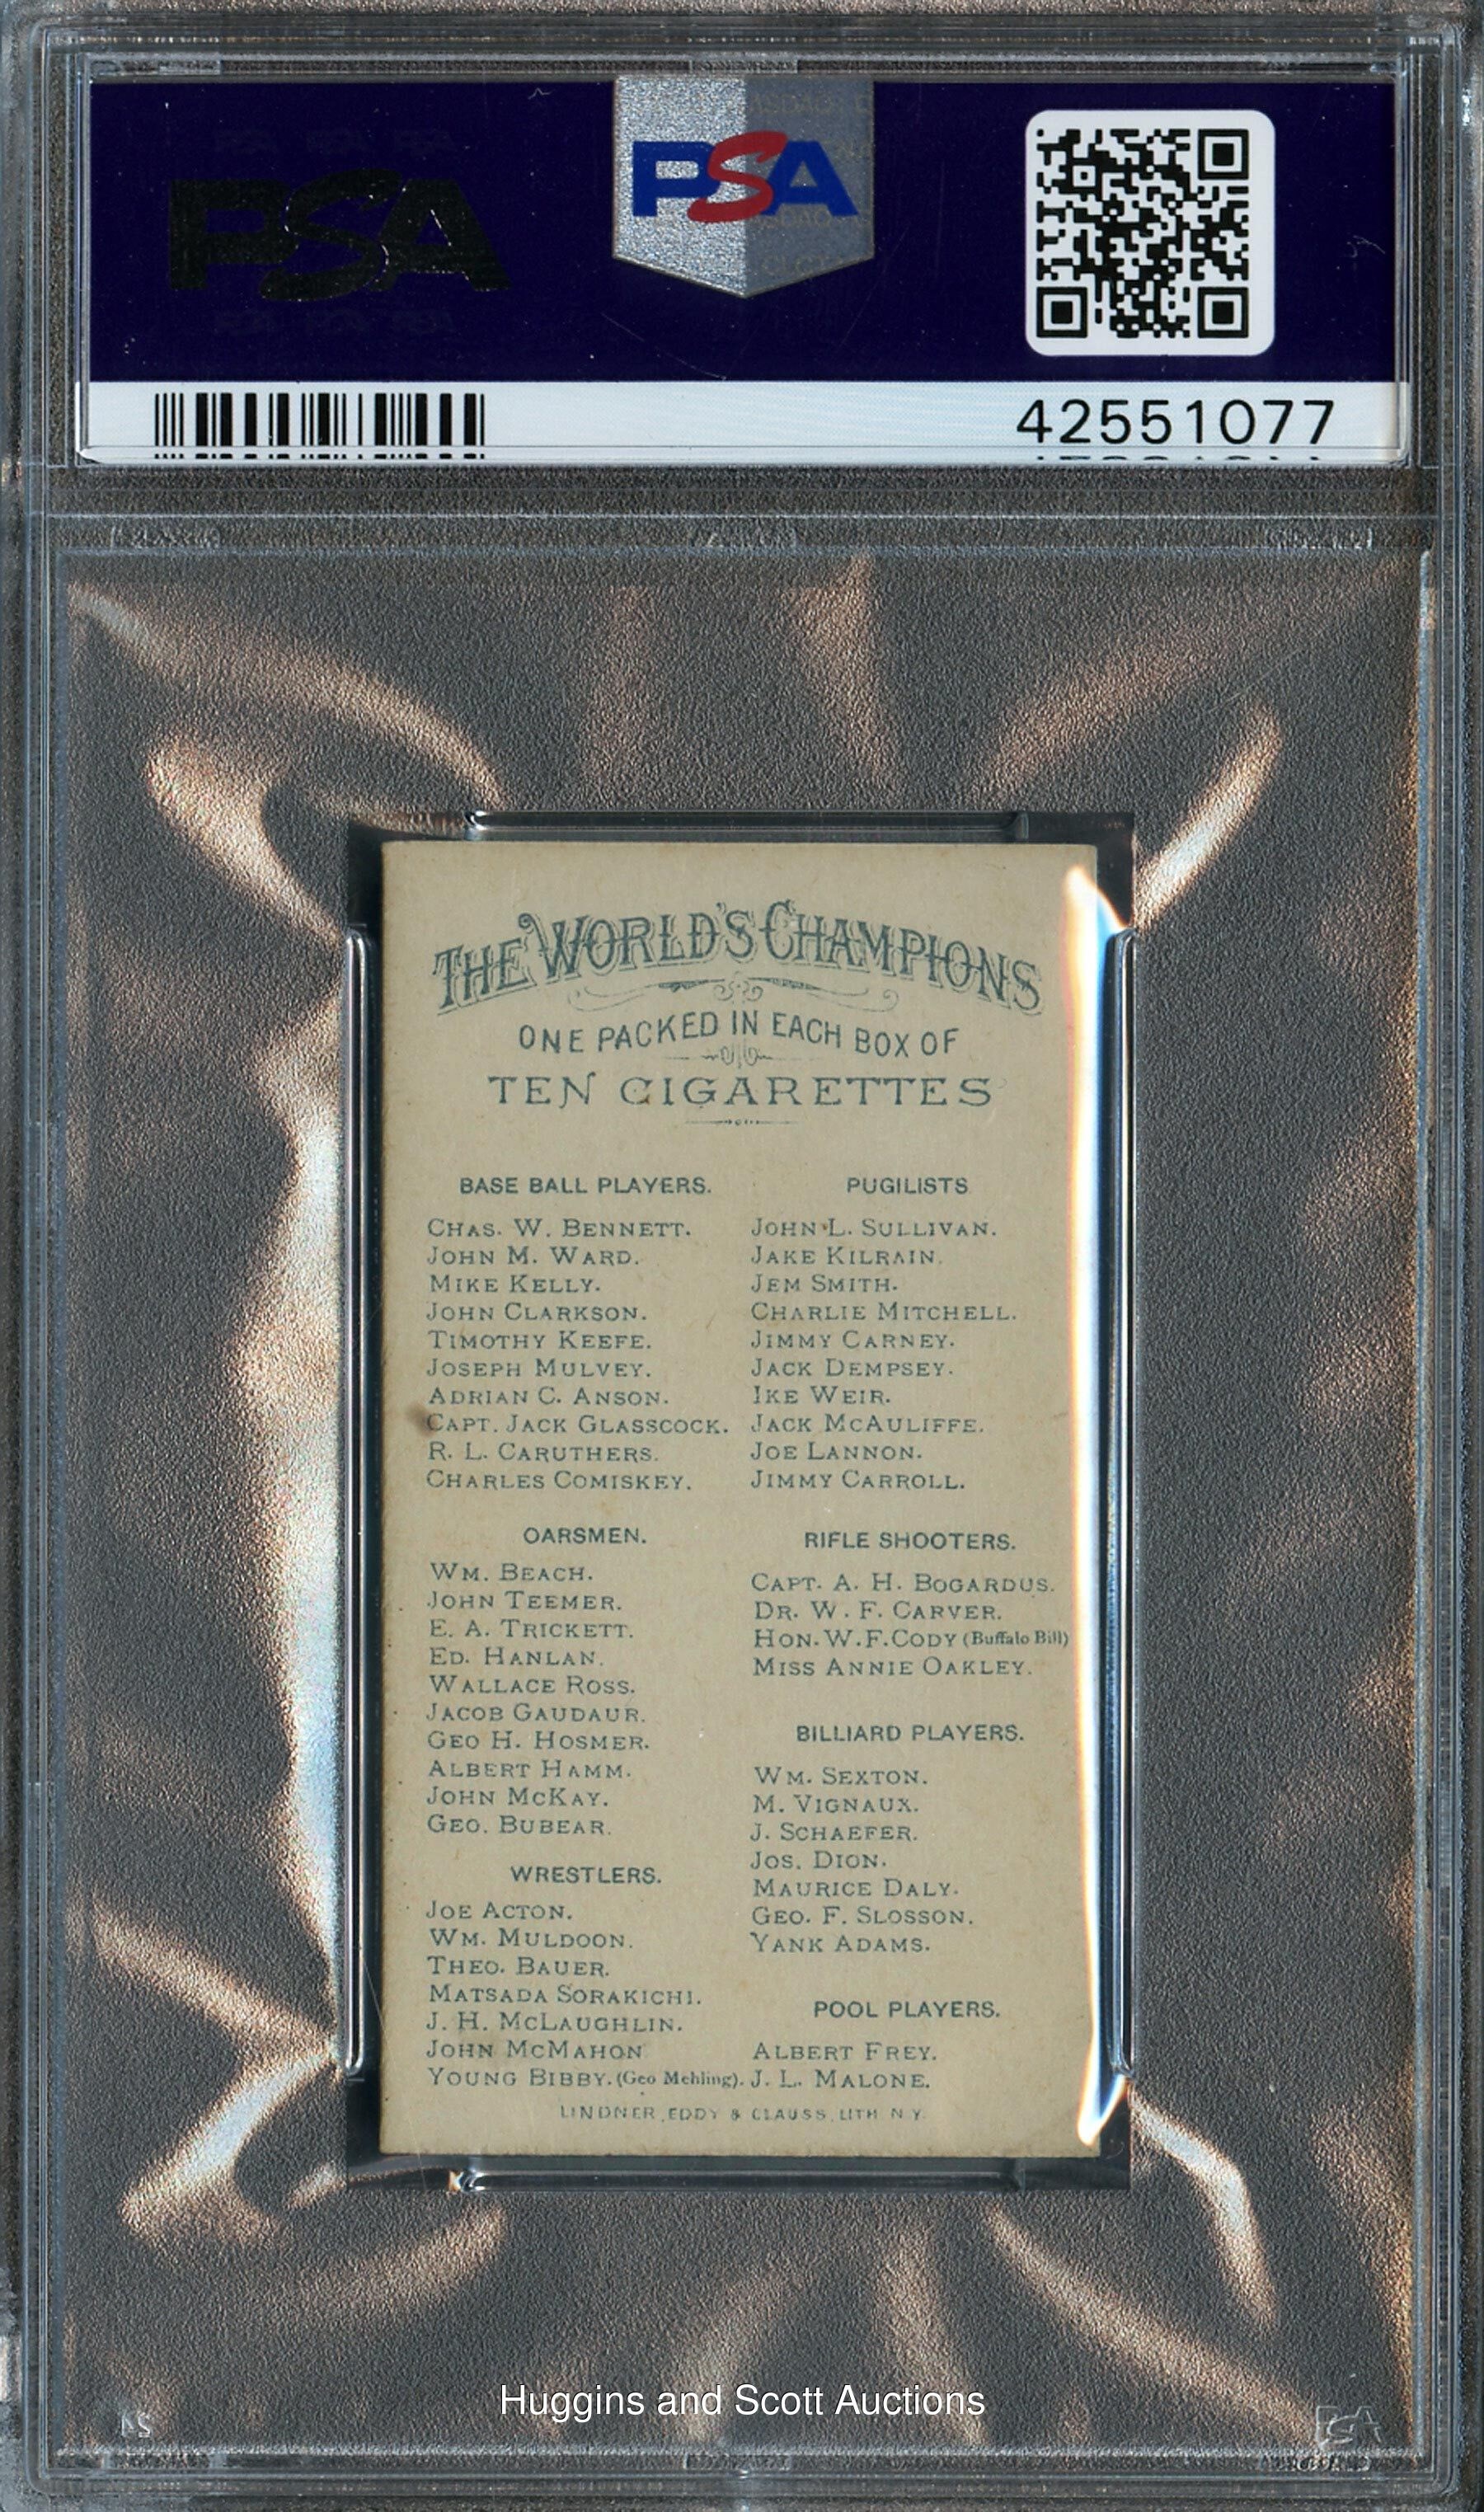 PSA
PSA
42551077
THE WORLD'S CHAMPIONS
ONE PACKED IN EACH BOX OF
TEN CIGARETTES
BASE BALL PLAYERS.
CHAS. W. BENNETT.
JOHN M. WARD.
MIKE KELLY.
JOHN CLARKSON.
TIMOTHY KEEFE.
JOSEPH MULVEY.
ADRIAN C. ANSON.
CAPT. JACK GLASSCOCK.
R. L. CARUTHERS.
CHARLES COMISKEY.
OARSMEN.
WM. BEACH.
JOHN TEEMER.
E. A. TRICKETT.
ED. HANLAN.
WALLACE ROSS.
JACOB GAUDAUR.
GEO H. HOSMER.
ALBERT HAMM.
JOHN MCKAY.
GEO. BUBEAR.
WRESTLERS.
JOE ACTON.
WM. MULDOON.
THEO. BAUER.
MATSADA SORAKICHI.
J. H. MCLAUGHLIN.
JOHN MCMAHON
YOUNG BIBBY. (Geo Mehling).
PUGILISTS
JOHN L. SULLIVAN.
JAKE KILRAIN.
JEM SMITH.
CHARLIE MITCHELL.
JIMMY CARNEY.
JACK DEMPSEY.
IKE WEIR.
JACK MCAULIFFE.
JOE LANNON.
JIMMY CARROLL.
RIFLE SHOOTERS.
CAPT. A. H. BOGARDUS.
DR. W. F. CARVER.
HON. W. F. CODY (Buffalo Bill)
MISS ANNIE OAKLEY.
BILLIARD PLAYERS.
WM. SEXTON.
M. VIGNAUX.
J. SCHAEFER.
JOS. DION.
MAURICE DALY.
GEO. F. SLOSSON.
YANK ADAMS.
POOL PLAYERS.
ALBERT FREY.
J. L. MALONE.
LINDNER, EDDY & CLAUSS, LITH N.Y.
Huggins and Scott Auctions
PSA